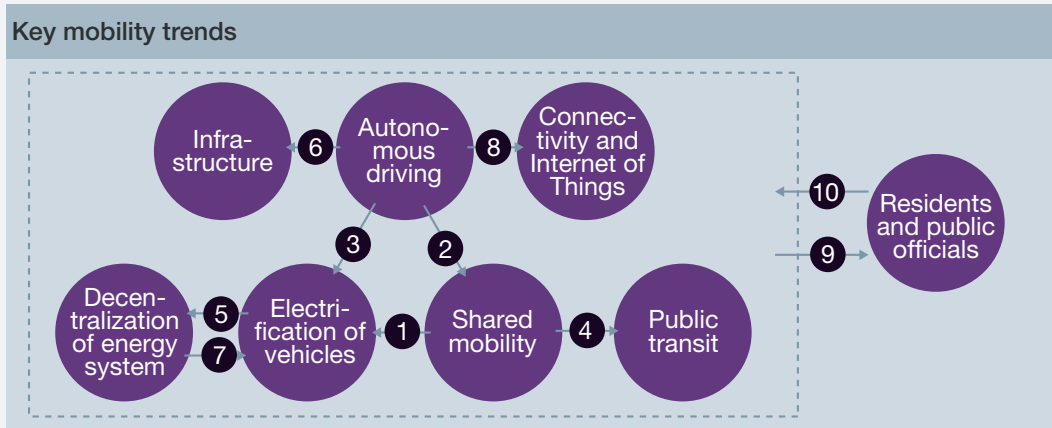 Key mobility trends
Infra-
structure
6
Autono-
mous
driving
8
Connec-
tivity and
Internet of
Things
10
Residents
and public
officials
9
3
2
Decen-
tralization
of energy
system
5
7
Electri-
fication of
vehicles
1
Shared
mobility
4
Public
transit